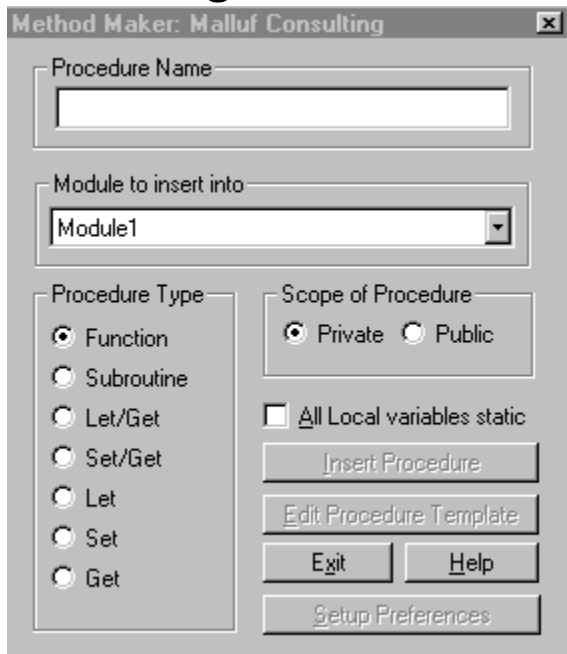 Method Maker: Malluf Consulting
Procedure Name
Module to insert into
Module1
Procedure Type
Function
Subroutine
Let/Get
Set/Get
Let
Set
Get
Scope of Procedure
Private Public
All Local variables static
Insert Procedure
Edit Procedure Template
Exit Help
Setup Preferences